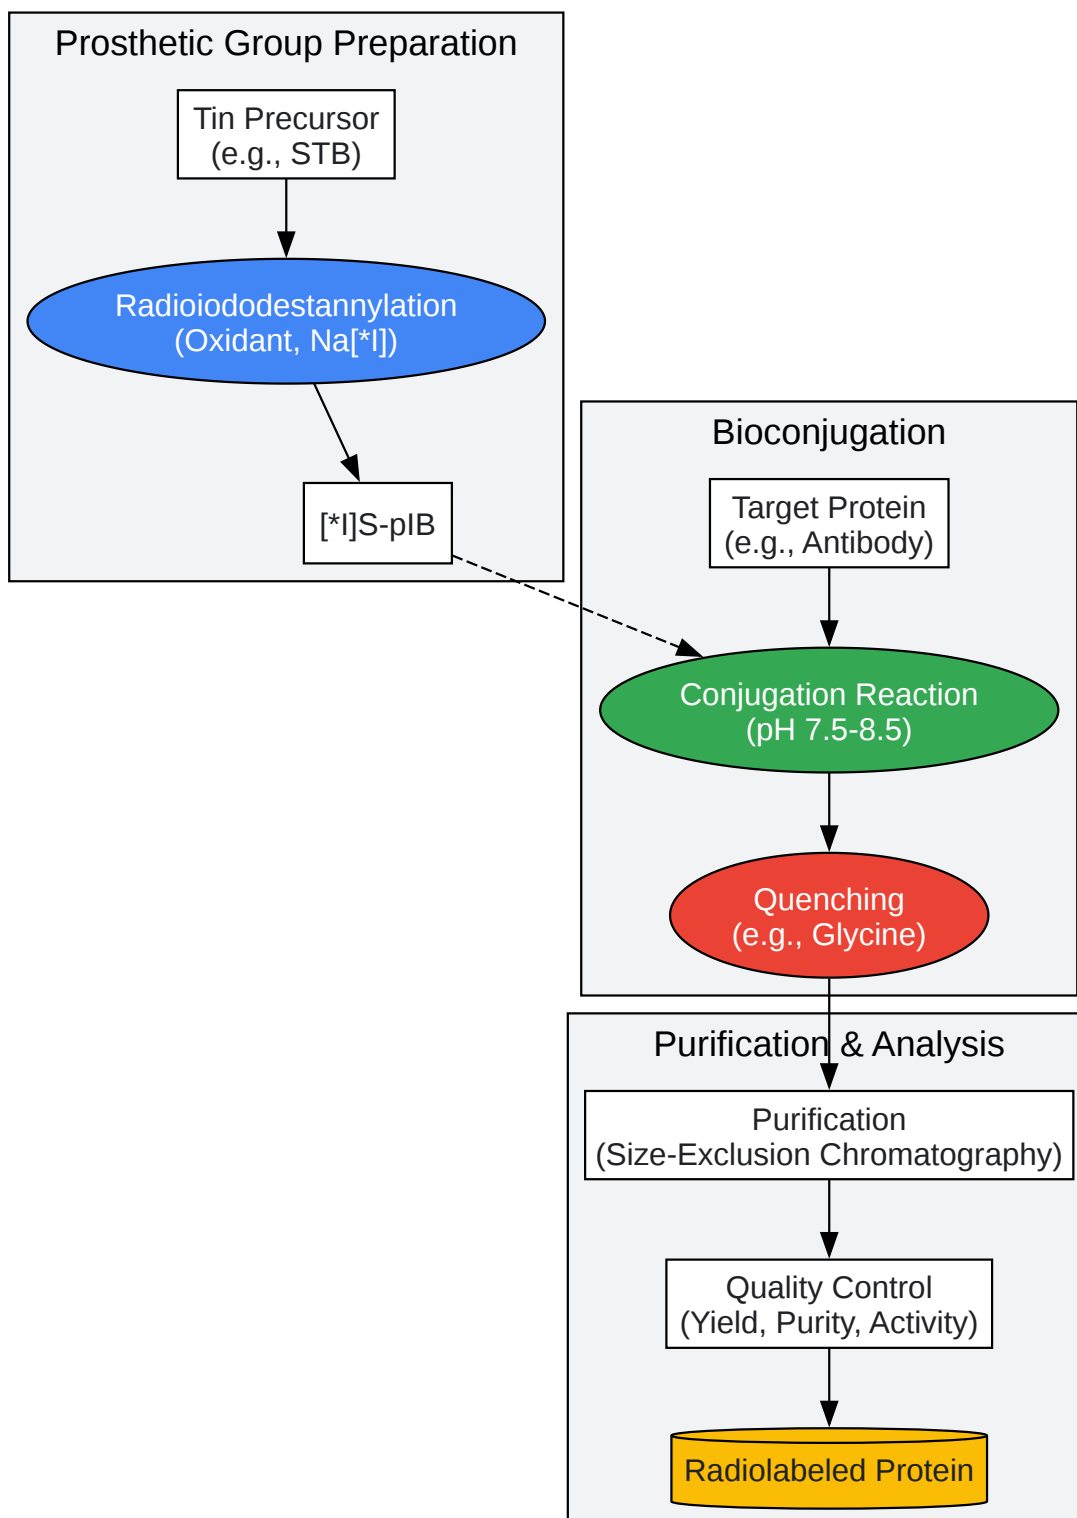 Prosthetic Group Preparation
Tin Precursor
(e.g., STB)
Radioiododestannylation
(Oxidant, Na[*I])
[*I]S-pIB
Bioconjugation
Target Protein
(e.g., Antibody)
Conjugation Reaction
(pH 7.5-8.5)
Quenching
(e.g., Glycine)
Purification & Analysis
Purification
(Size-Exclusion Chromatography)
Quality Control
(Yield, Purity, Activity)
Radiolabeled Protein